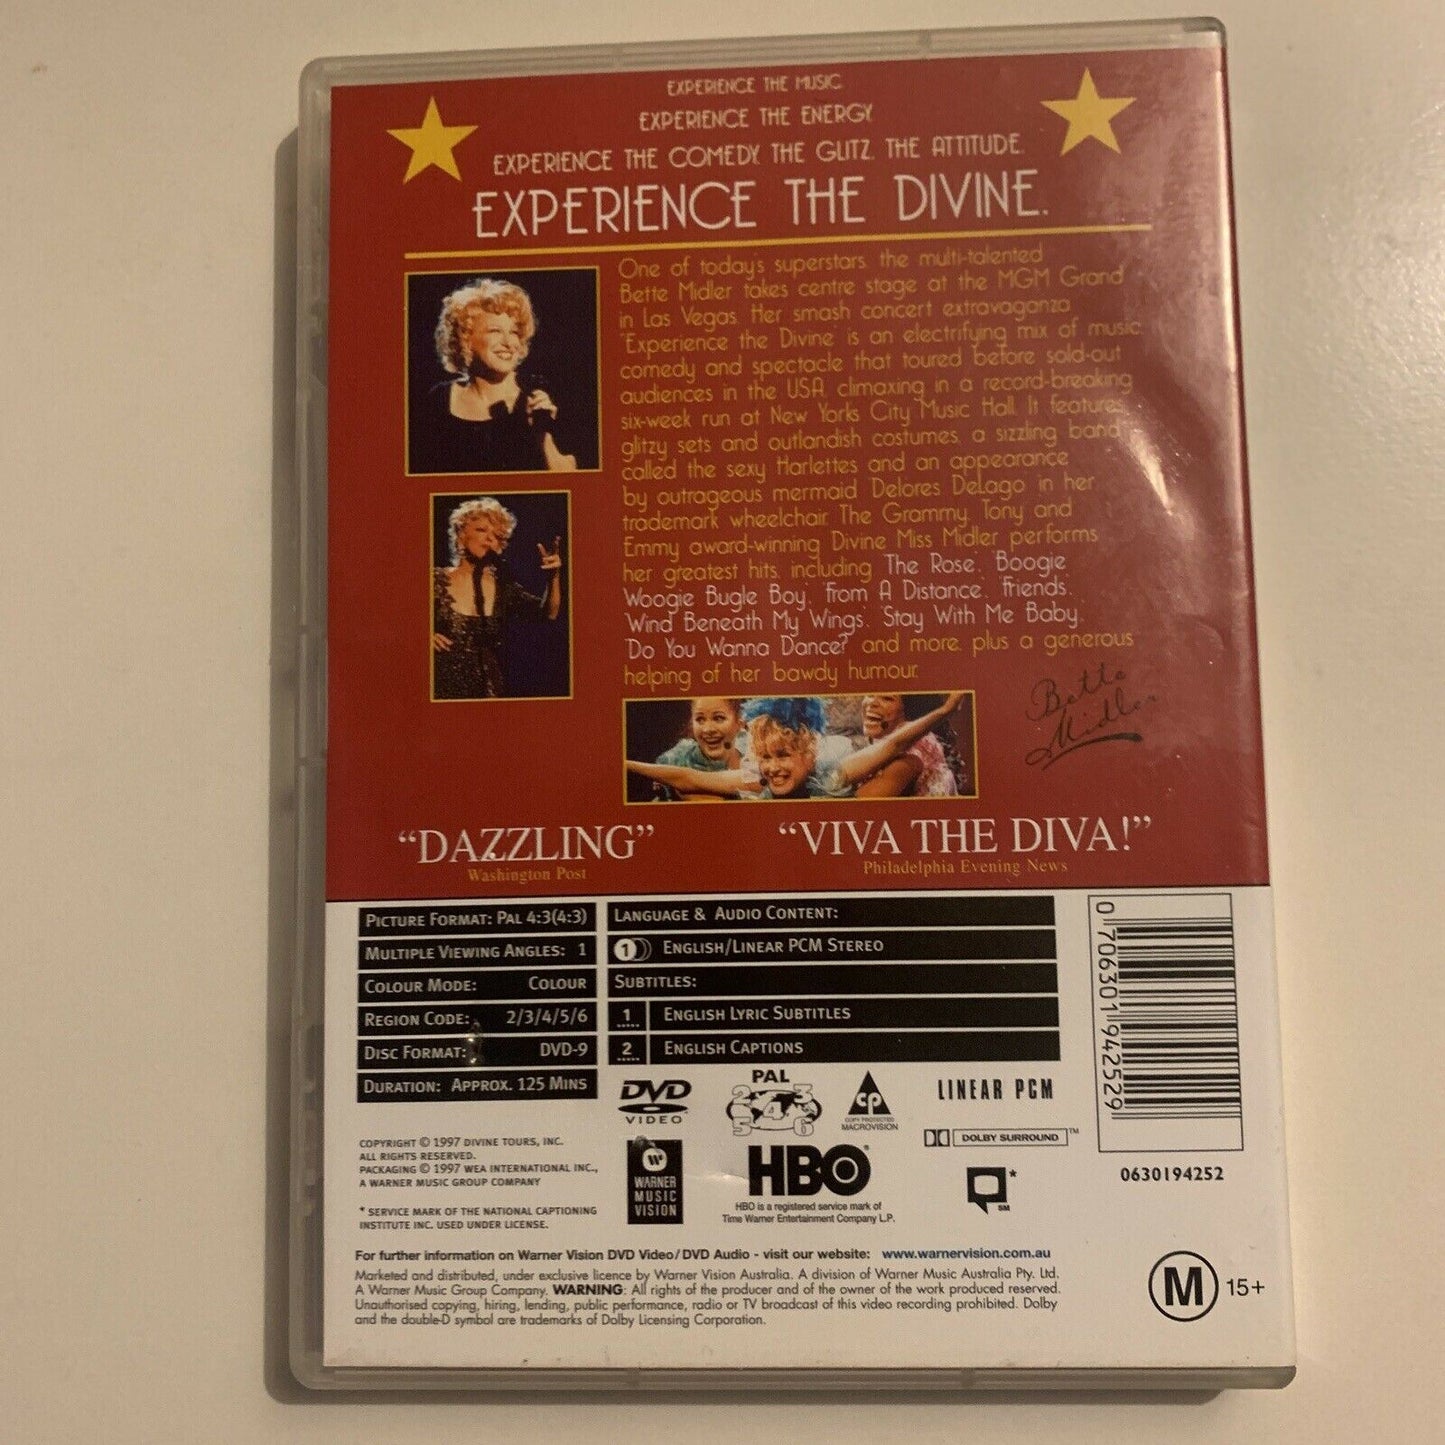 EXPERIENCE THE MUSIC.
EXPERIENCE THE ENERGY.
EXPERIENCE THE COMEDY. THE GLITZ. THE ATTITUDE.
EXPERIENCE THE DIVINE.
One of today's superstars, the multi-talented
Bette Midler takes centre stage at the MGM Grand
in Las Vegas. Her smash concert extravaganza
'Experience the Divine' is an electrifying mix of music,
comedy and spectacle that toured before sold-out
audiences in the USA, climaxing in a record-breaking
six-week run at New Yorks City Music Hall. It features
glitzy sets and outlandish costumes, a sizzling band
called the sexy Harlettes and an appearance
by outrageous mermaid Delores DeLago in her
trademark wheelchair. The Grammy, Tony and
Emmy award-winning Divine Miss Midler performs
her greatest hits, including 'The Rose', 'Boogie
Woogie Bugle Boy', 'From A Distance', 'Friends',
'Wind Beneath My Wings', 'Stay With Me Baby',
'Do You Wanna Dance?' and more, plus a generous
helping of her bawdy humour.
Bette
Midler
"DAZZLING"
Washington Post
"VIVA THE DIVA!"
Philadelphia Evening News
PICTURE FORMAT: PAL 4:3(4:3)
MULTIPLE VIEWING ANGLES: 1
COLOUR MODE: COLOUR
REGION CODE: 2/3/4/5/6
DISC FORMAT: DVD-9
DURATION: APPROX. 125 MINS
LANGUAGE & AUDIO CONTENT:
1 ENGLISH/LINEAR PCM STEREO
SUBTITLES:
1 ENGLISH LYRIC SUBTITLES
2 ENGLISH CAPTIONS
0 706301 942529
0630194252
DVD
VIDEO
PAL
2 3
4
5 6
CP
COPY PROTECTED
MACROVISION
LINEAR PCM
DOLBY SURROUND™
COPYRIGHT © 1997 DIVINE TOURS, INC.
ALL RIGHTS RESERVED.
PACKAGING © 1997 WEA INTERNATIONAL INC.,
A WARNER MUSIC GROUP COMPANY
* SERVICE MARK OF THE NATIONAL CAPTIONING
INSTITUTE INC. USED UNDER LICENSE.
WARNER
MUSIC
VISION
HBO®
HBO is a registered service mark of
Time Warner Entertainment Company L.P.
*
SM
For further information on Warner Vision DVD Video/DVD Audio - visit our website: www.warnervision.com.au
Marketed and distributed, under exclusive licence by Warner Vision Australia. A division of Warner Music Australia Pty. Ltd.
A Warner Music Group Company. WARNING: All rights of the producer and of the owner of the work produced reserved.
Unauthorised copying, hiring, lending, public performance, radio or TV broadcast of this video recording prohibited. Dolby
and the double-D symbol are trademarks of Dolby Licensing Corporation.
M 15+